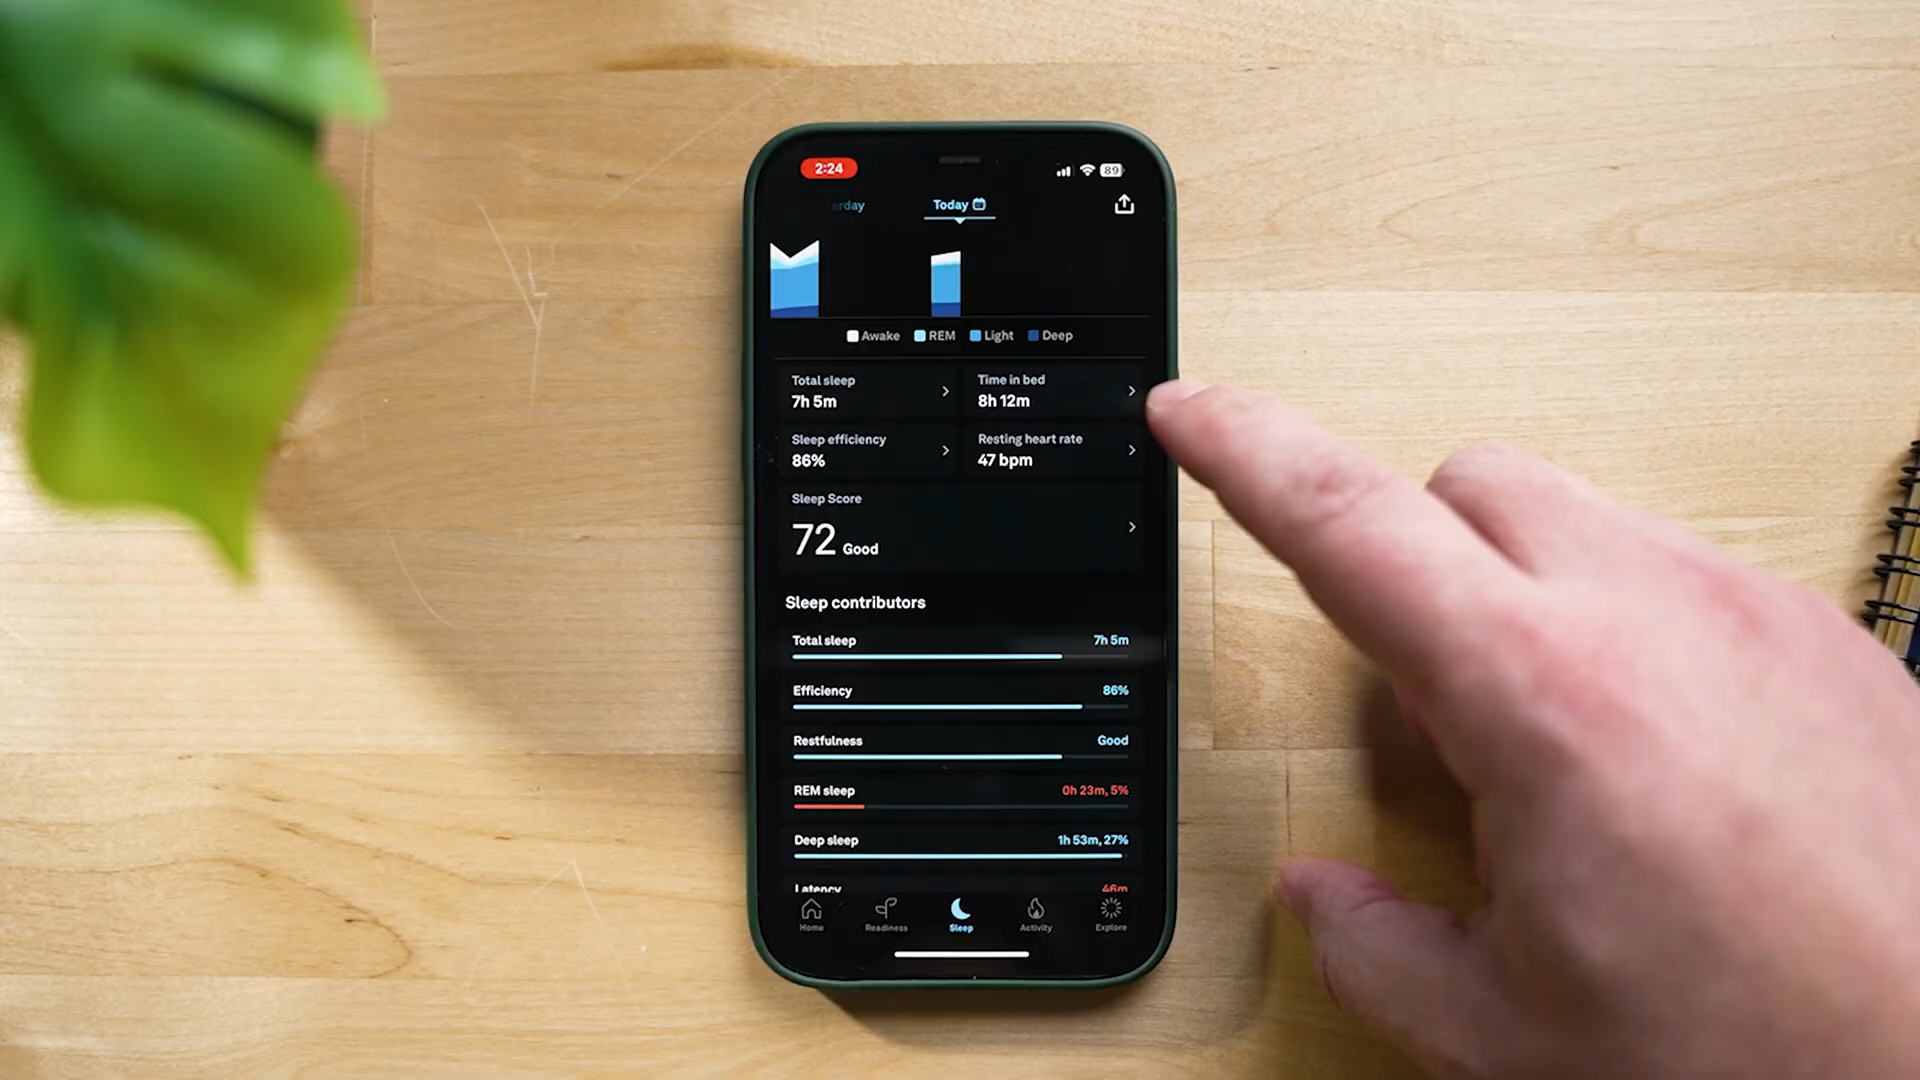 2:24
89
erday
Today
Awake REM Light Deep
Total sleep
7h 5m
Time in bed
8h 12m
Sleep efficiency
86%
Resting heart rate
47 bpm
Sleep Score
72 Good
Sleep contributors
Total sleep 7h 5m
Efficiency 86%
Restfulness Good
REM sleep 0h 23m, 5%
Deep sleep 1h 53m, 27%
Latency 46m
Home Readiness Sleep Activity Explore